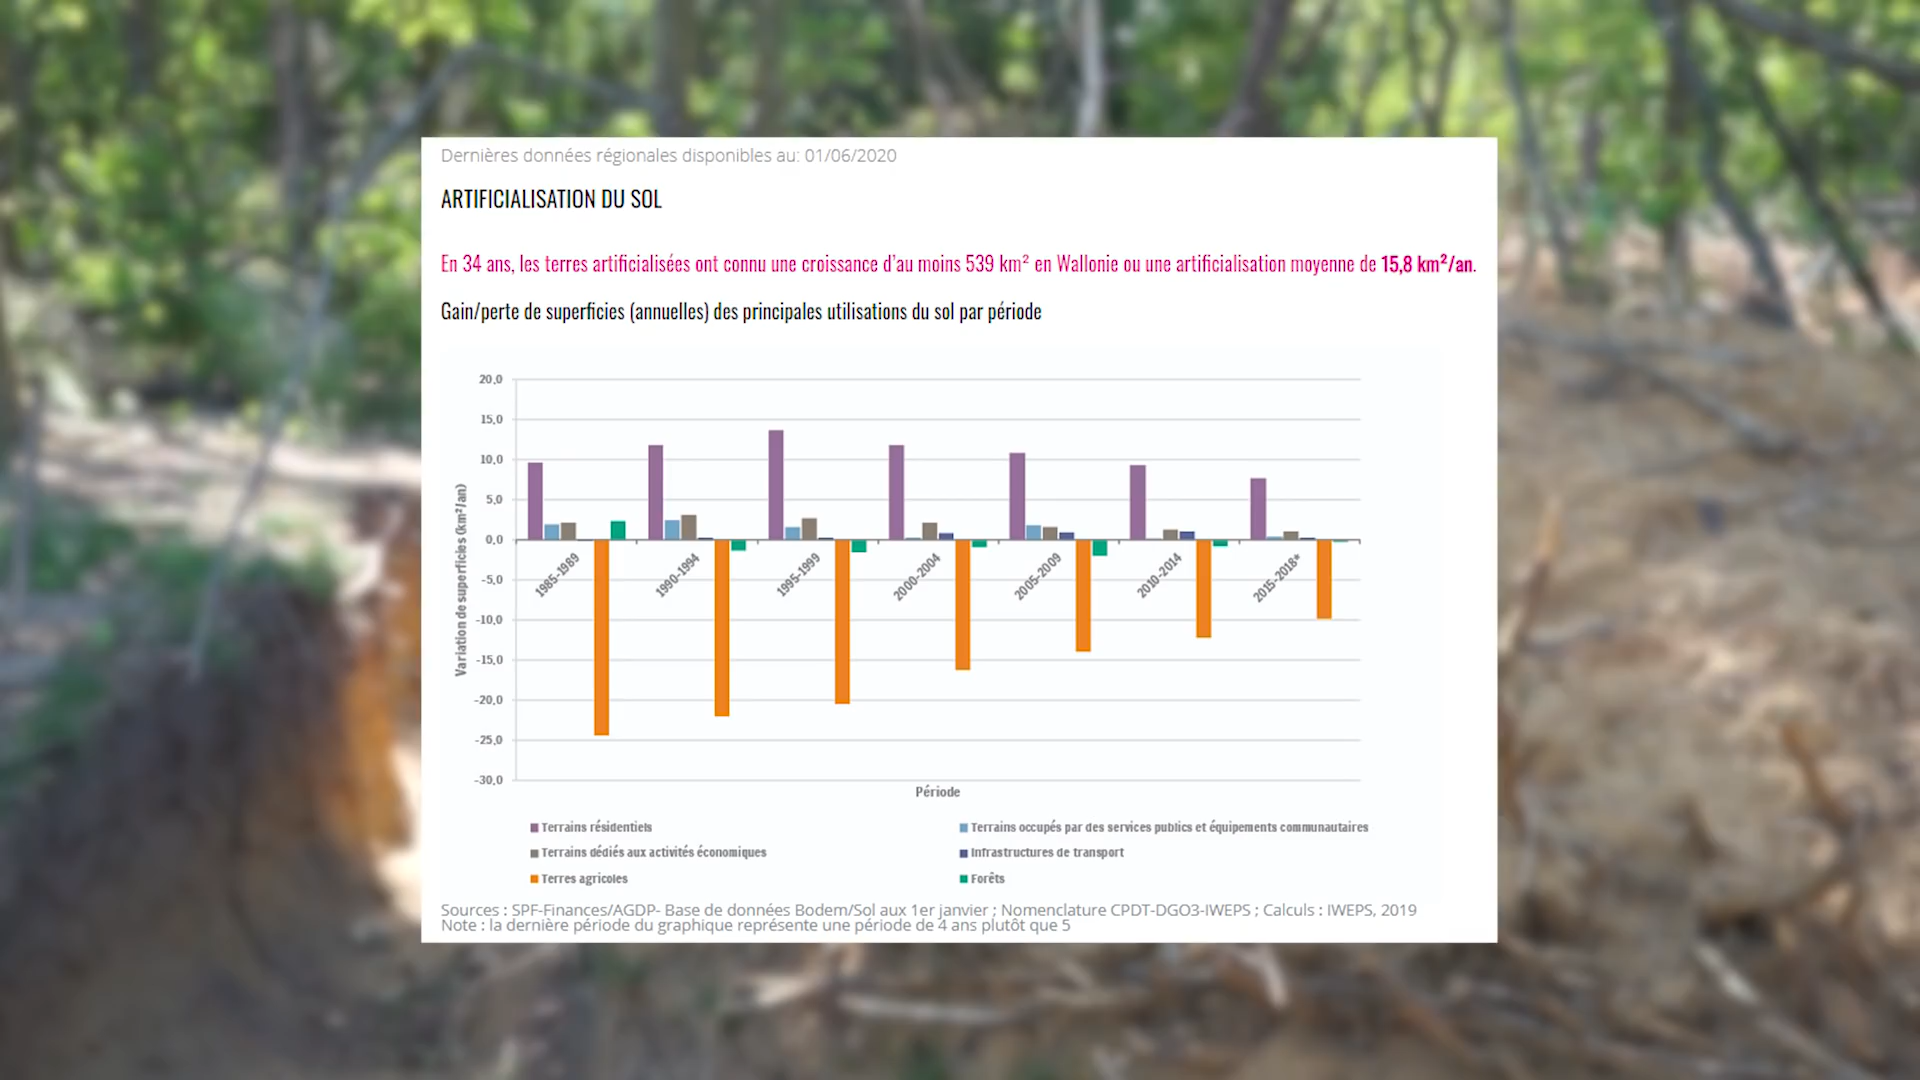 Dernières données régionales disponibles au: 01/06/2020
ARTIFICIALISATION DU SOL
En 34 ans, les terres artificialisées ont connu une croissance d'au moins 539 km² en Wallonie ou une artificialisation moyenne de 15,8 km²/an.
Gain/perte de superficies (annuelles) des principales utilisations du sol par période
Variation de superficies (km²/an)
20,0
15,0
10,0
5,0
0,0
-5,0
-10,0
-15,0
-20,0
-25,0
-30,0
1985-1989
1990-1994
1995-1999
2000-2004
2005-2009
2010-2014
2015-2018*
Période
Terrains résidentiels
Terrains occupés par des services publics et équipements communautaires
Terrains dédiés aux activités économiques
Infrastructures de transport
Terres agricoles
Forêts
Sources : SPF-Finances/AGDP- Base de données Bodem/Sol aux 1er janvier ; Nomenclature CPDT-DGO3-IWEPS ; Calculs : IWEPS, 2019
Note : la dernière période du graphique représente une période de 4 ans plutôt que 5